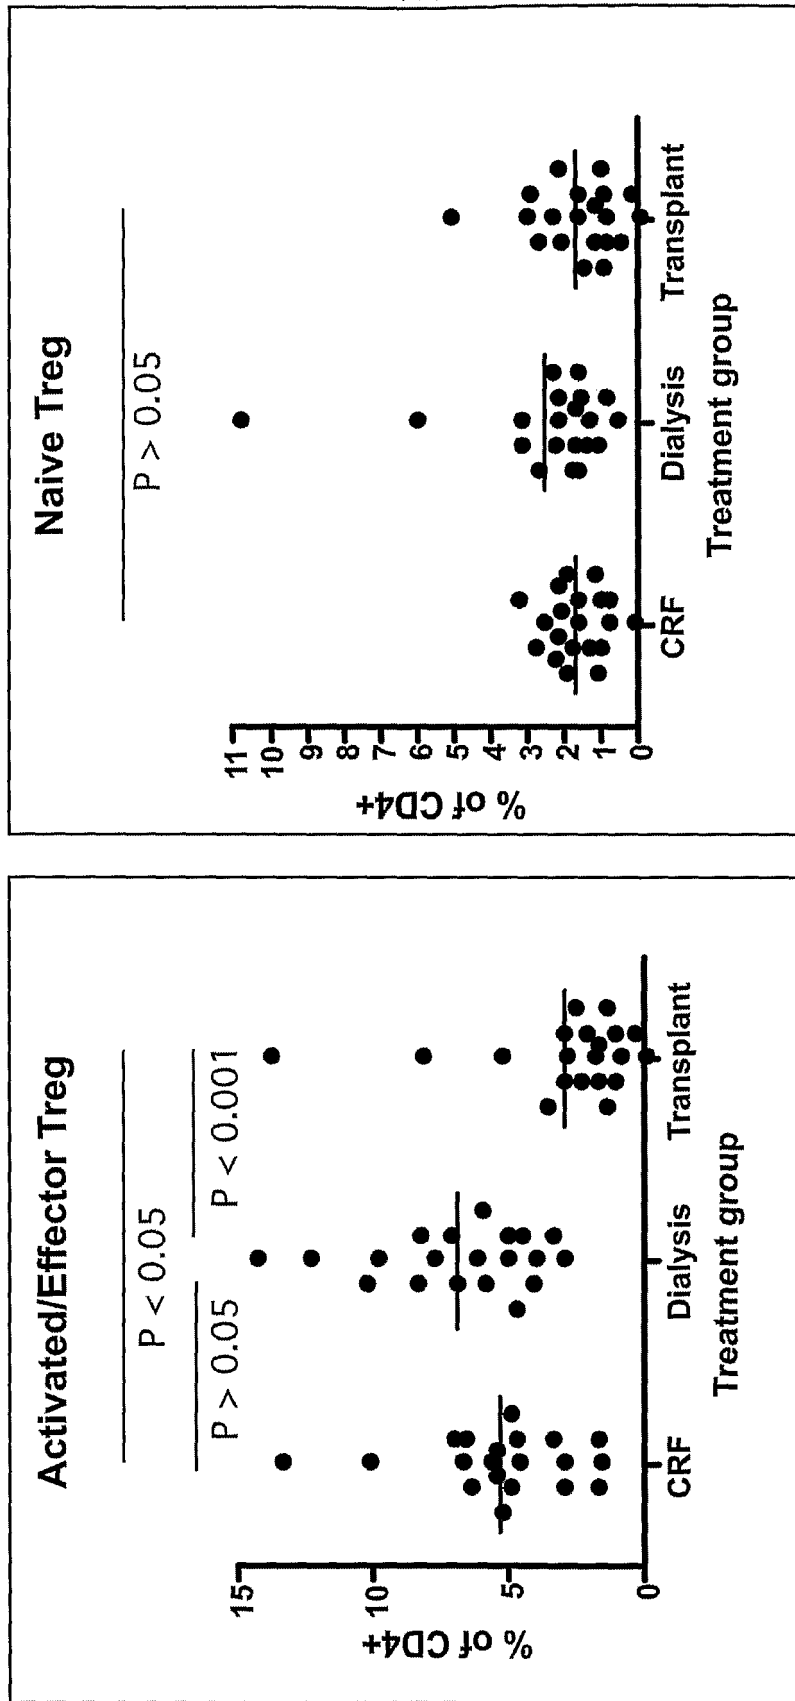 Activated/Effector Treg
P < 0.05
P > 0.05
P < 0.001
15
10
5
0
% of CD4+
CRF
Dialysis
Transplant
Treatment group
Naive Treg
P > 0.05
11
10
9
8
7
6
5
4
3
2
1
0
% of CD4+
CRF
Dialysis
Transplant
Treatment group